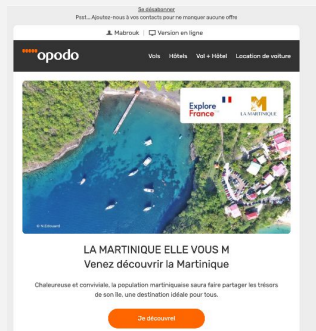 Se désabonner
Psst... Ajoutez-nous à vos contacts pour ne manquer aucune offre
Mabrouk | Version en ligne
opodo
Vols Hôtels Vol + Hôtel Location de voiture
Explore
France
LA MARTINIQUE
LA MARTINIQUE ELLE VOUS M
Venez découvrir la Martinique
Chaleureuse et conviviale, la population martiniquaise saura faire partager les trésors
de son île, une destination idéale pour tous.
Je découvre!